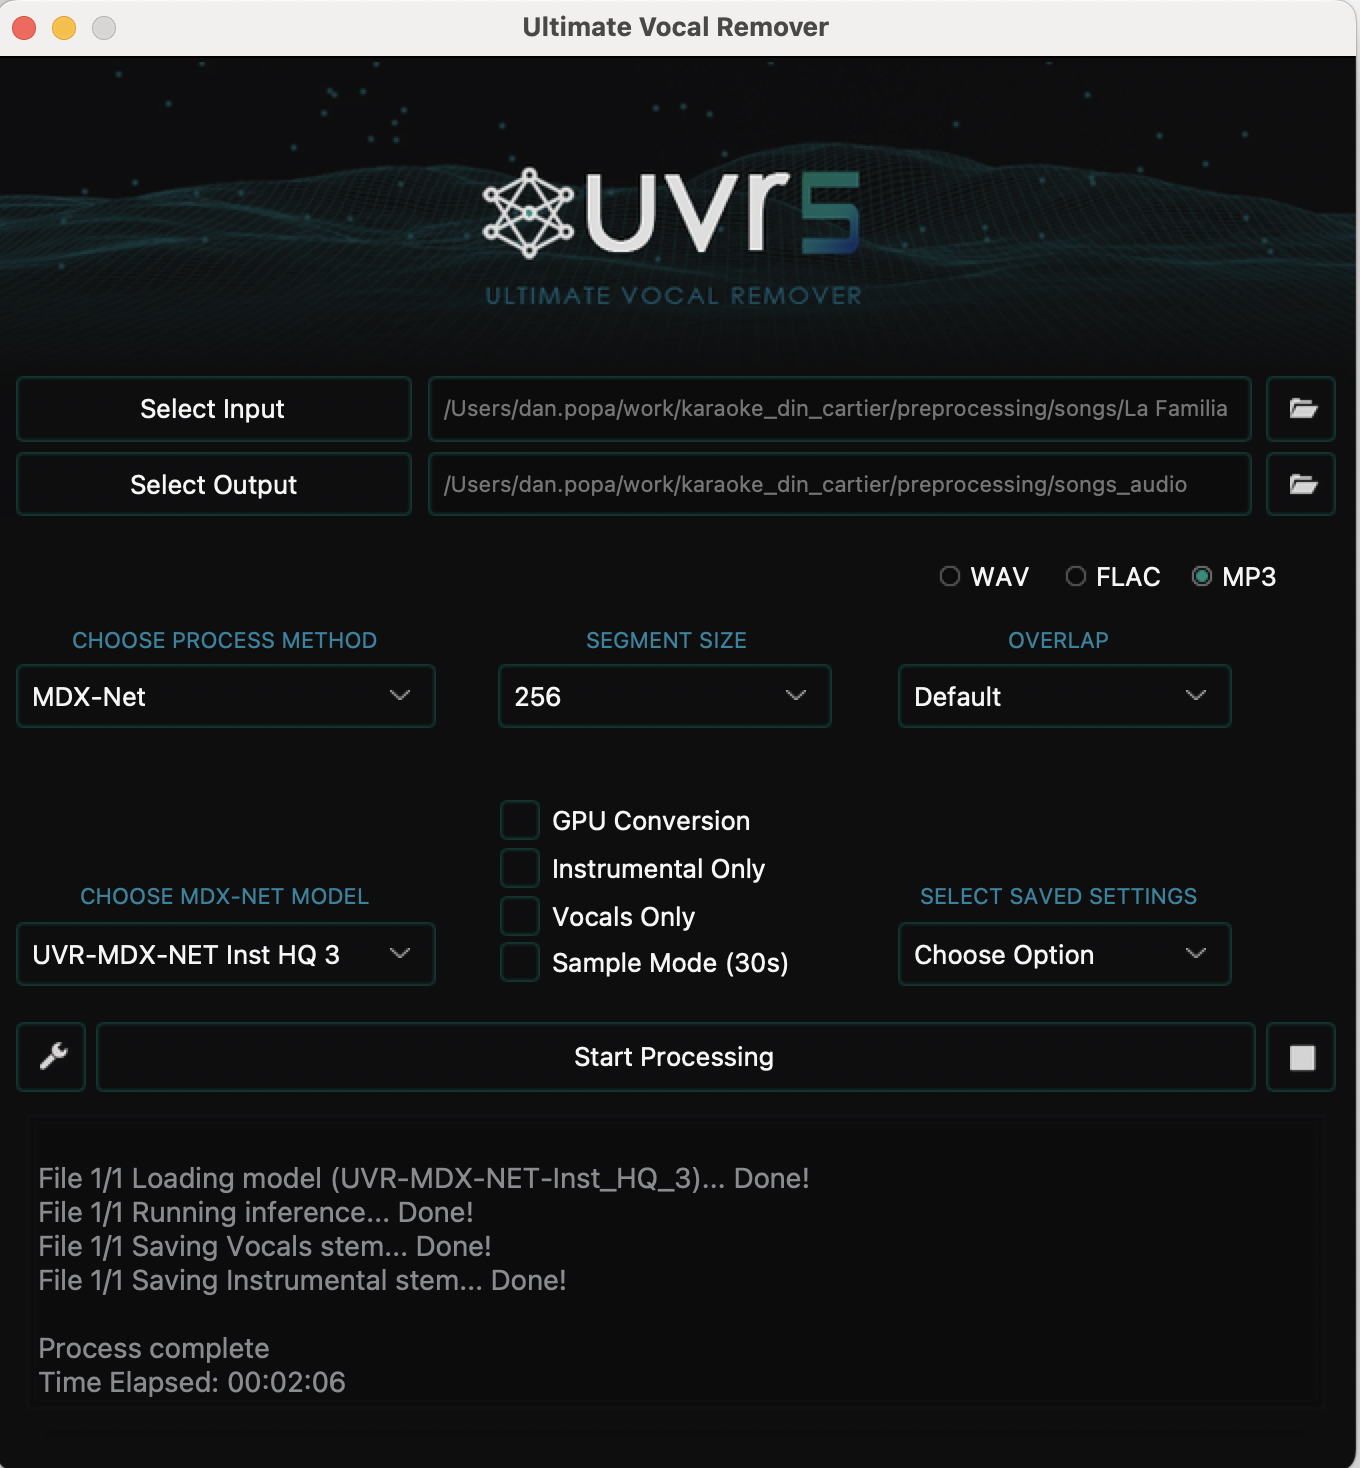 Ultimate Vocal Remover
uvr5
ULTIMATE VOCAL REMOVER
Select Input
/Users/dan.popa/work/karaoke_din_cartier/preprocessing/songs/La Familia
Select Output
/Users/dan.popa/work/karaoke_din_cartier/preprocessing/songs_audio
WAV FLAC MP3
CHOOSE PROCESS METHOD
SEGMENT SIZE
OVERLAP
MDX-Net
256
Default
GPU Conversion
Instrumental Only
Vocals Only
Sample Mode (30s)
CHOOSE MDX-NET MODEL
UVR-MDX-NET Inst HQ 3
SELECT SAVED SETTINGS
Choose Option
Start Processing
File 1/1 Loading model (UVR-MDX-NET-Inst_HQ_3)... Done!
File 1/1 Running inference... Done!
File 1/1 Saving Vocals stem... Done!
File 1/1 Saving Instrumental stem... Done!
Process complete
Time Elapsed: 00:02:06